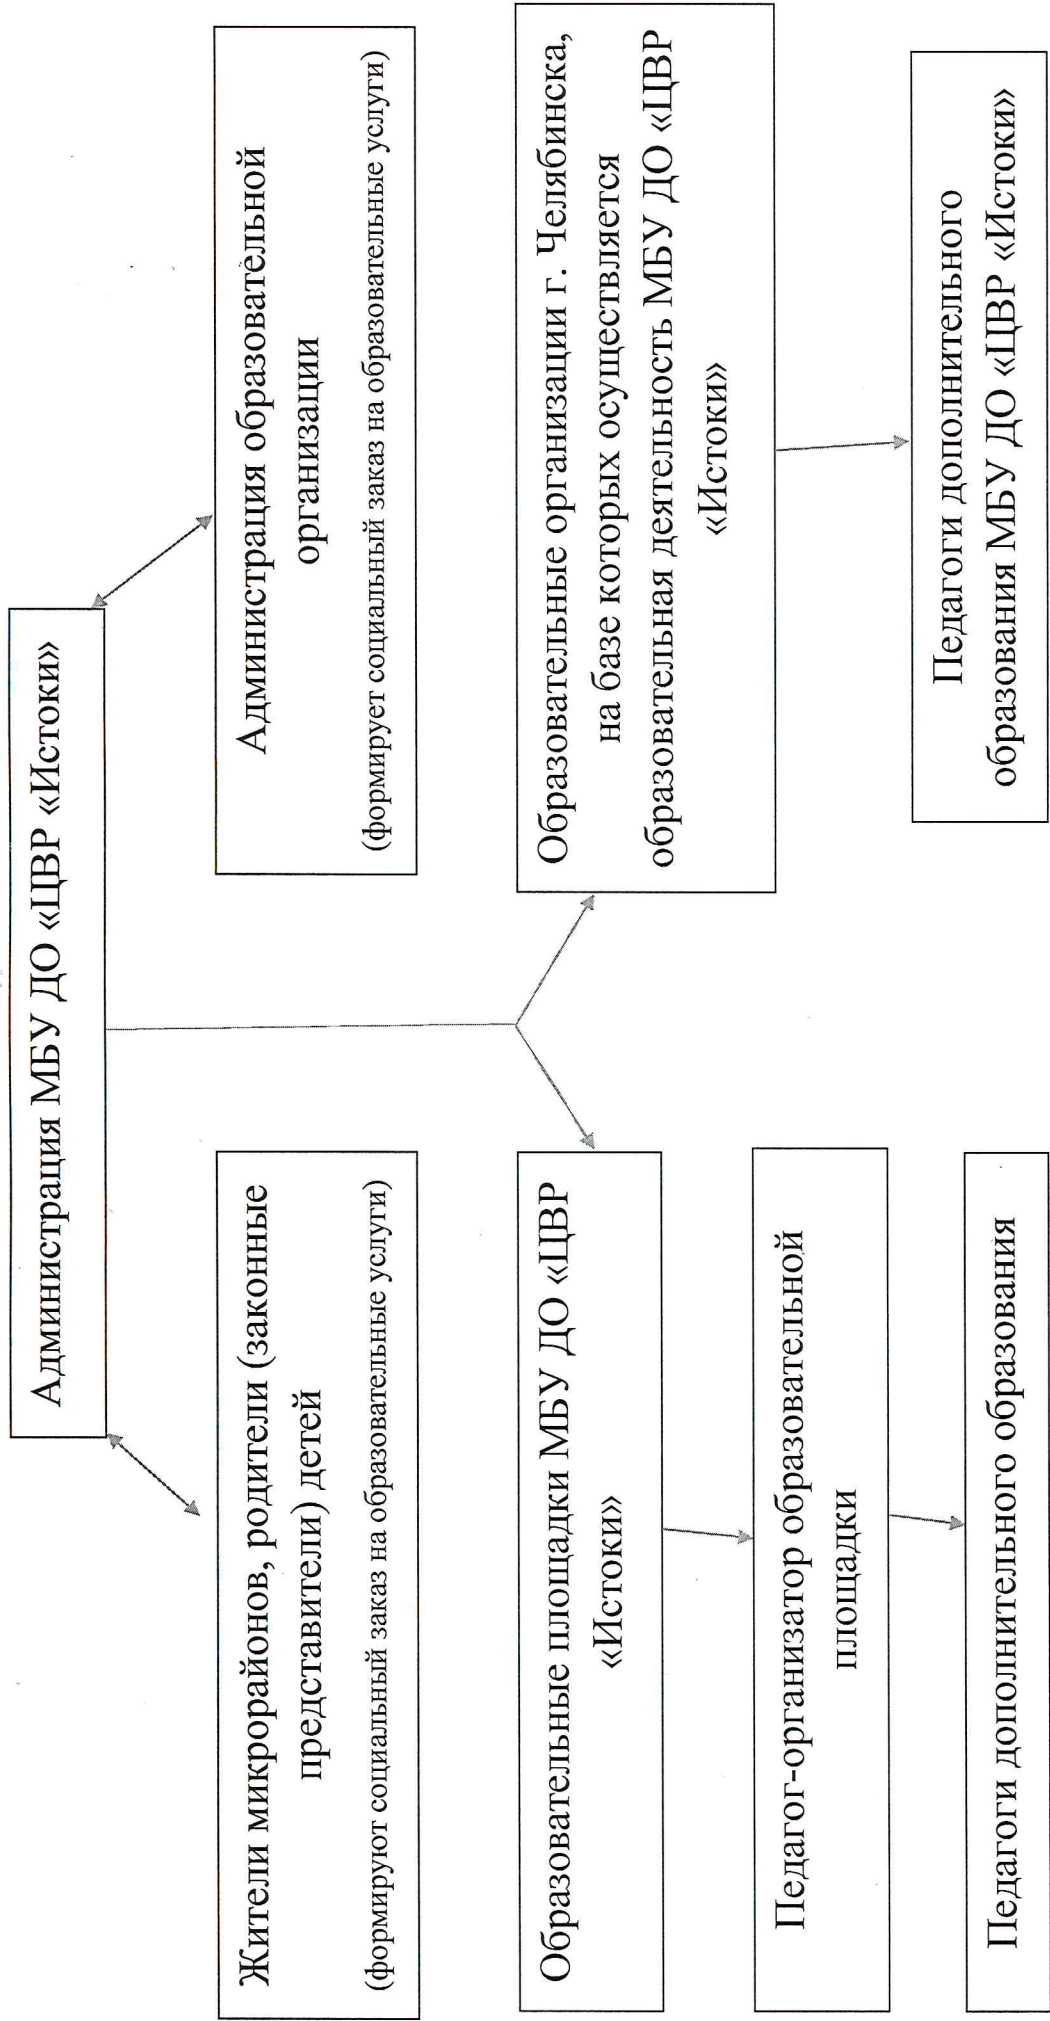 Администрация МБУ ДО «ЦВР «Истоки»
Жители микрорайонов, родители (законные
представители) детей
(формируют социальный заказ на образовательные услуги)
Администрация образовательной
организации
(формирует социальный заказ на образовательные услуги)
Образовательные площадки МБУ ДО «ЦВР
«Истоки»
Образовательные организации г. Челябинска,
на базе которых осуществляется
образовательная деятельность МБУ ДО «ЦВР
«Истоки»
Педагог-организатор образовательной
площадки
Педагоги дополнительного образования
Педагоги дополнительного
образования МБУ ДО «ЦВР «Истоки»